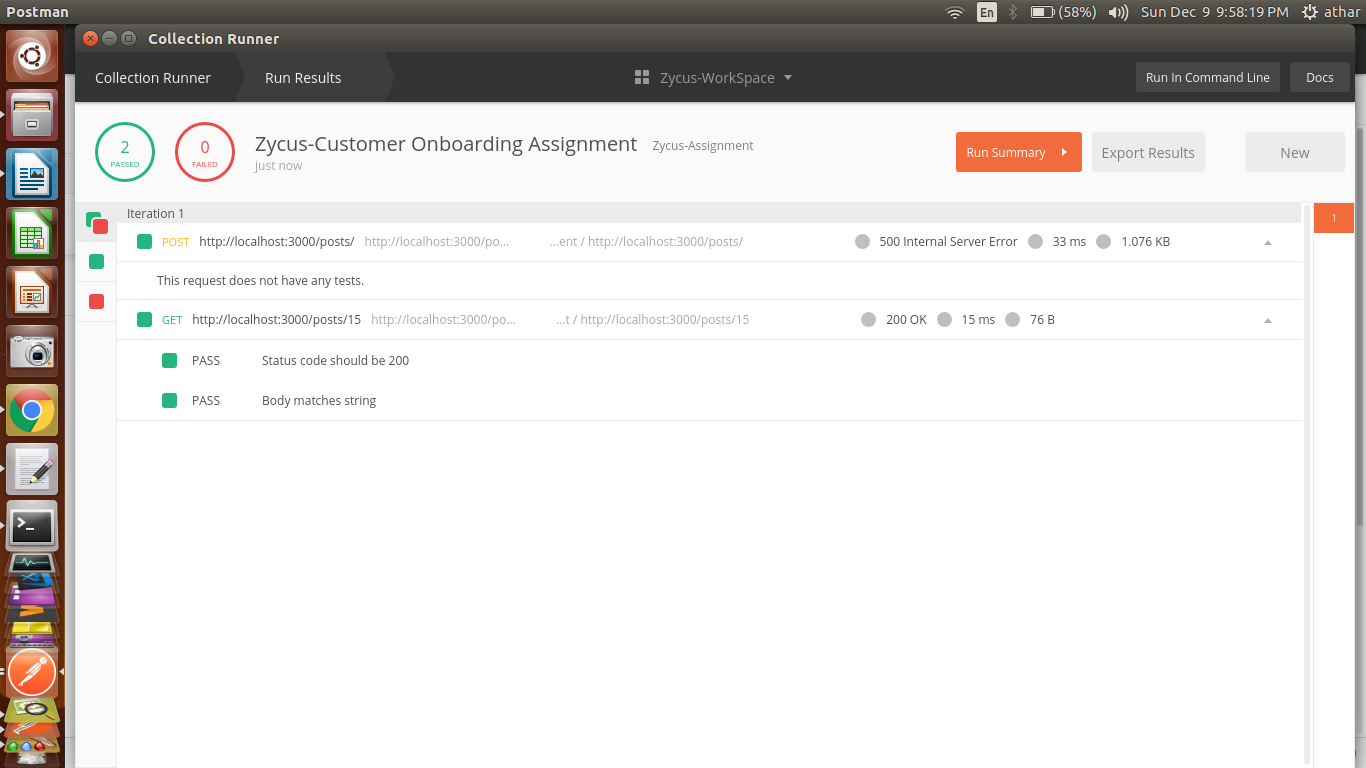 Postman
En
(58%)
Sun Dec 9 9:58:19 PM
athar
Collection Runner
Collection Runner
Run Results
Zycus-WorkSpace
Run In Command Line
Docs
2
PASSED
0
FAILED
Zycus-Customer Onboarding Assignment
Zycus-Assignment
just now
Run Summary
Export Results
New
Iteration 1
1
POST http://localhost:3000/posts/ http://localhost:3000/po... ...ent / http://localhost:3000/posts/ 500 Internal Server Error 33 ms 1.076 KB
This request does not have any tests.
GET http://localhost:3000/posts/15 http://localhost:3000/po... ...t / http://localhost:3000/posts/15 200 OK 15 ms 76 B
PASS Status code should be 200
PASS Body matches string